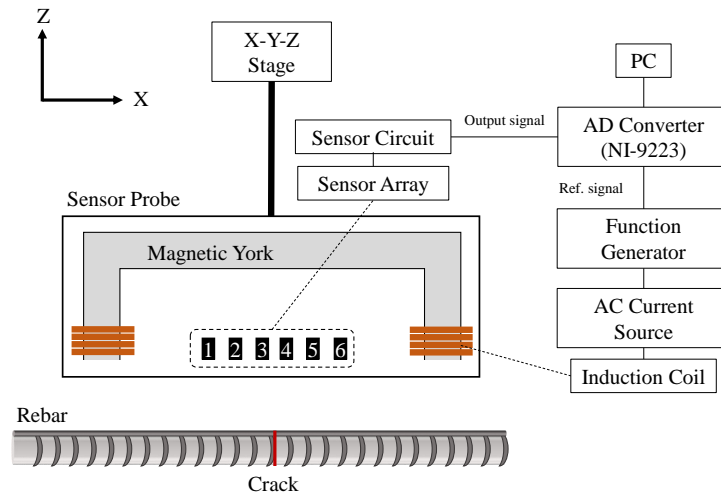 Z
X
X-Y-Z
Stage
PC
Sensor Circuit
Output signal
AD Converter
(NI-9223)
Sensor Array
Ref. signal
Sensor Probe
Function
Generator
Magnetic York
AC Current
Source
1 2 3 4 5 6
Induction Coil
Rebar
Crack